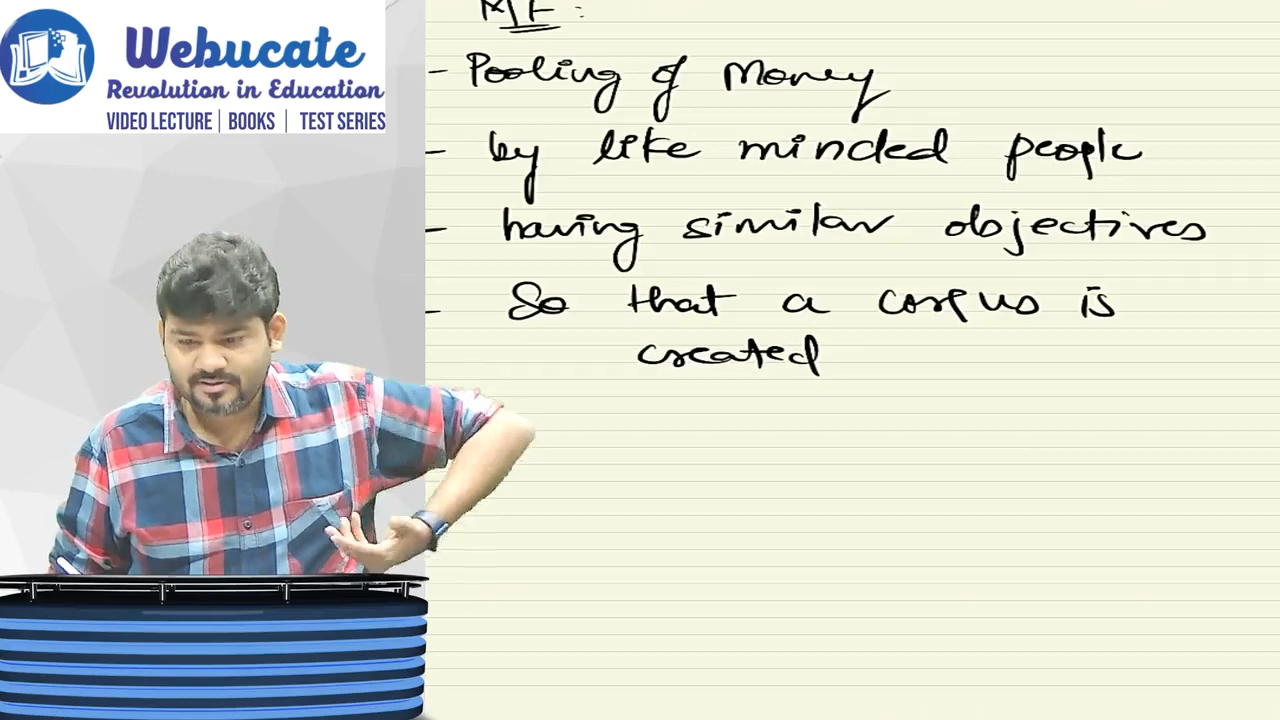 Webucate
Revolution in Education
VIDEO LECTURE | BOOKS | TEST SERIES
M/F :
- Pooling of Money
- by like minded people
- having similar objectives
- So that a corpus is
created